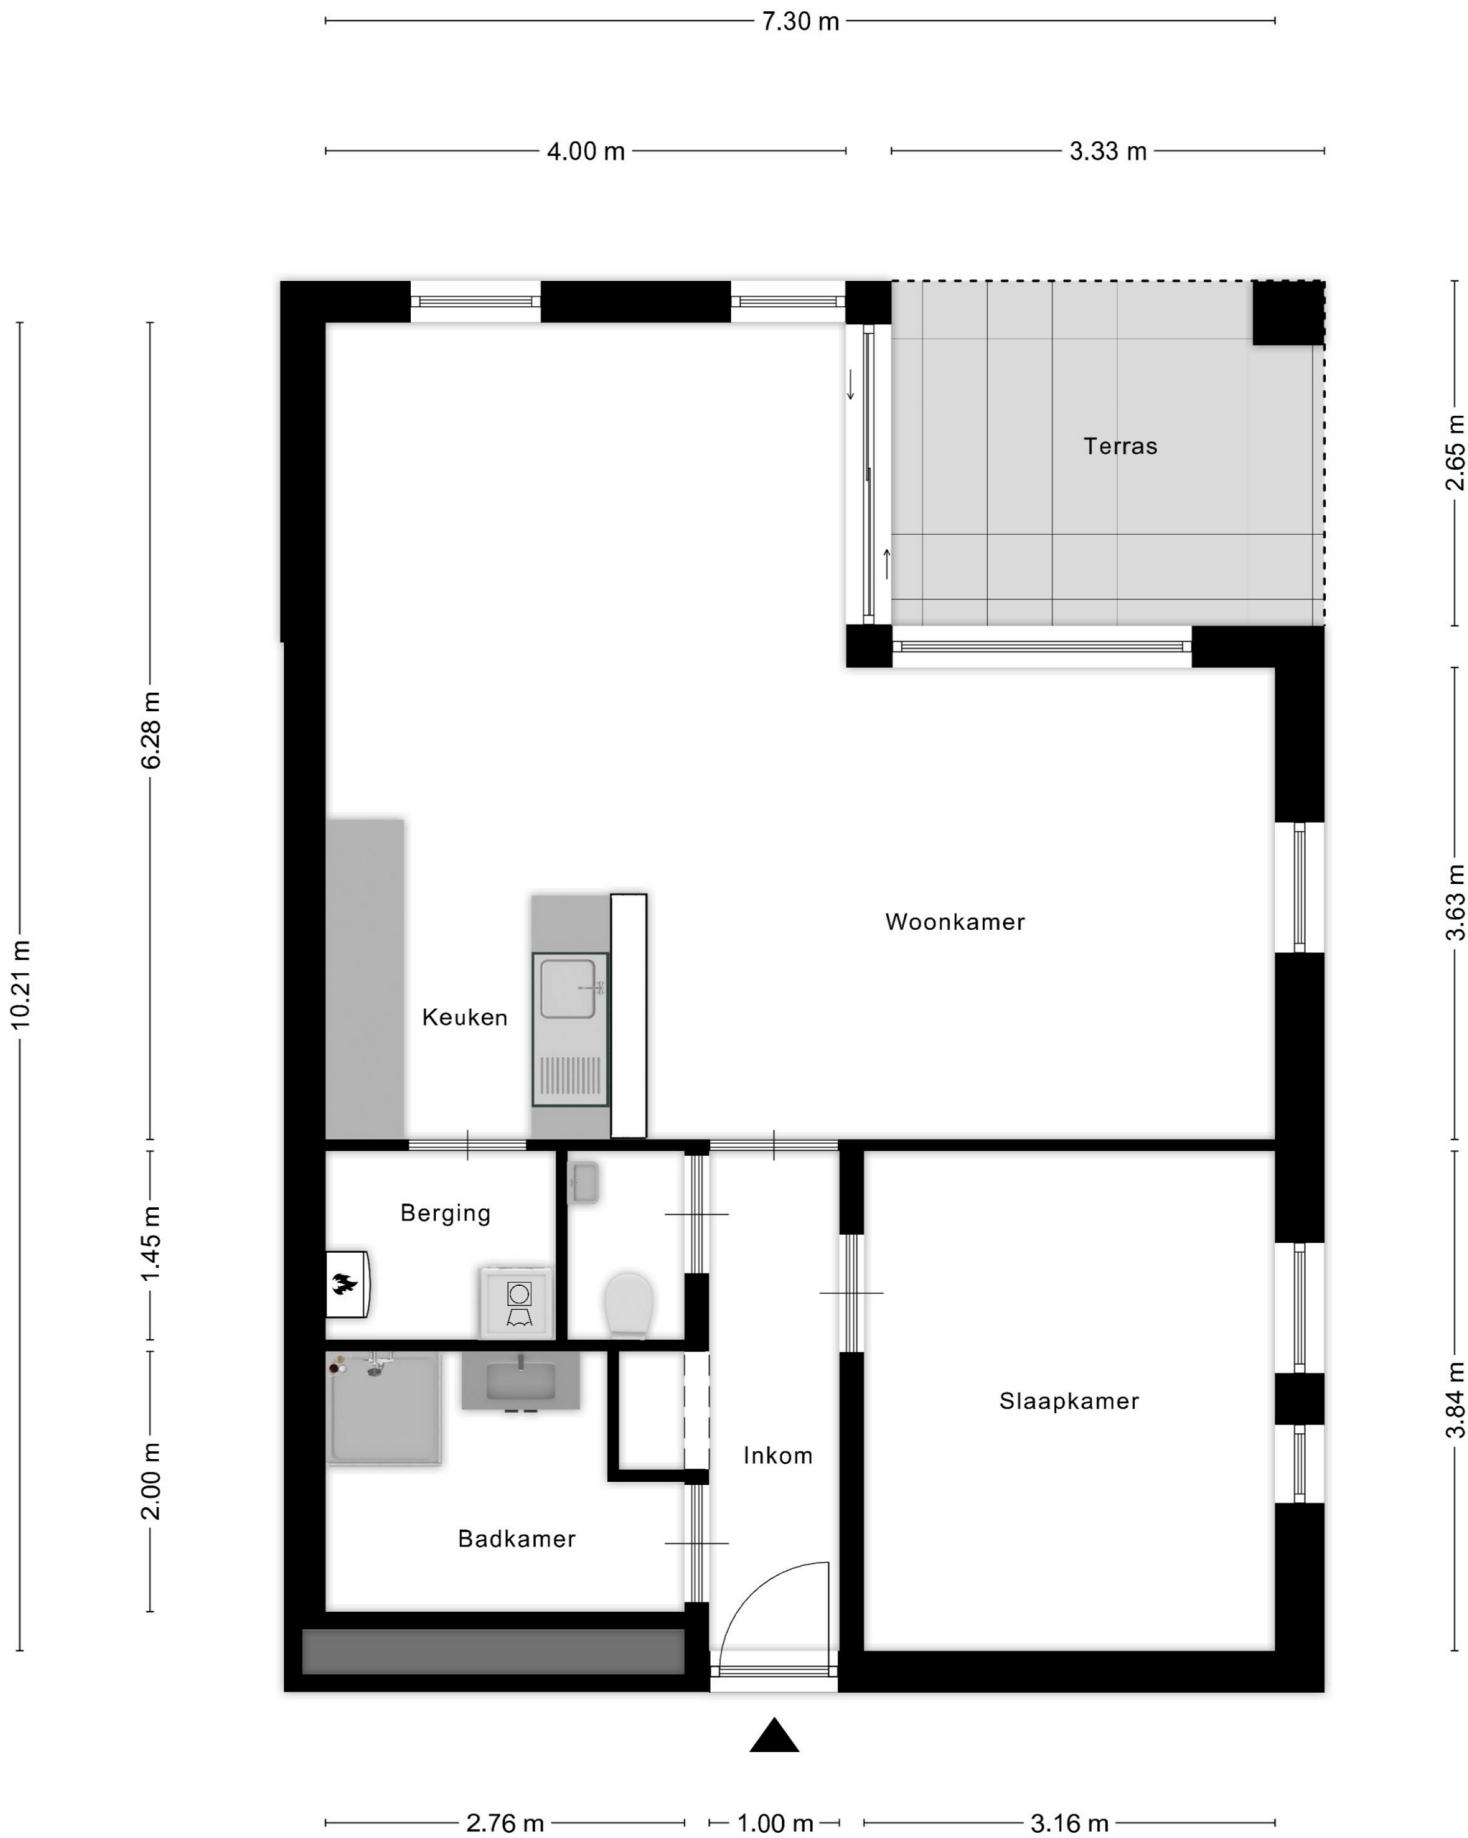 7.30 m
4.00 m
3.33 m
Terras
2.65 m
6.28 m
10.21 m
3.63 m
Woonkamer
Keuken
Berging
1.45 m
Slaapkamer
3.84 m
Inkom
2.00 m
Badkamer
2.76 m
1.00 m
3.16 m